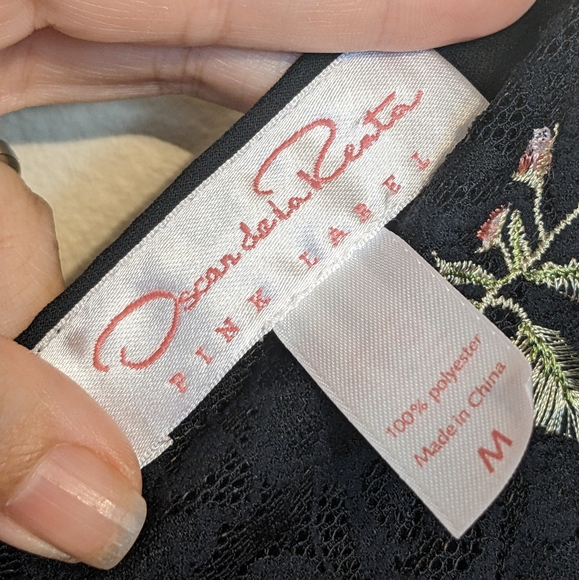 Oscar de la Renta
PINK LABEL
100% polyester
Made in China
M